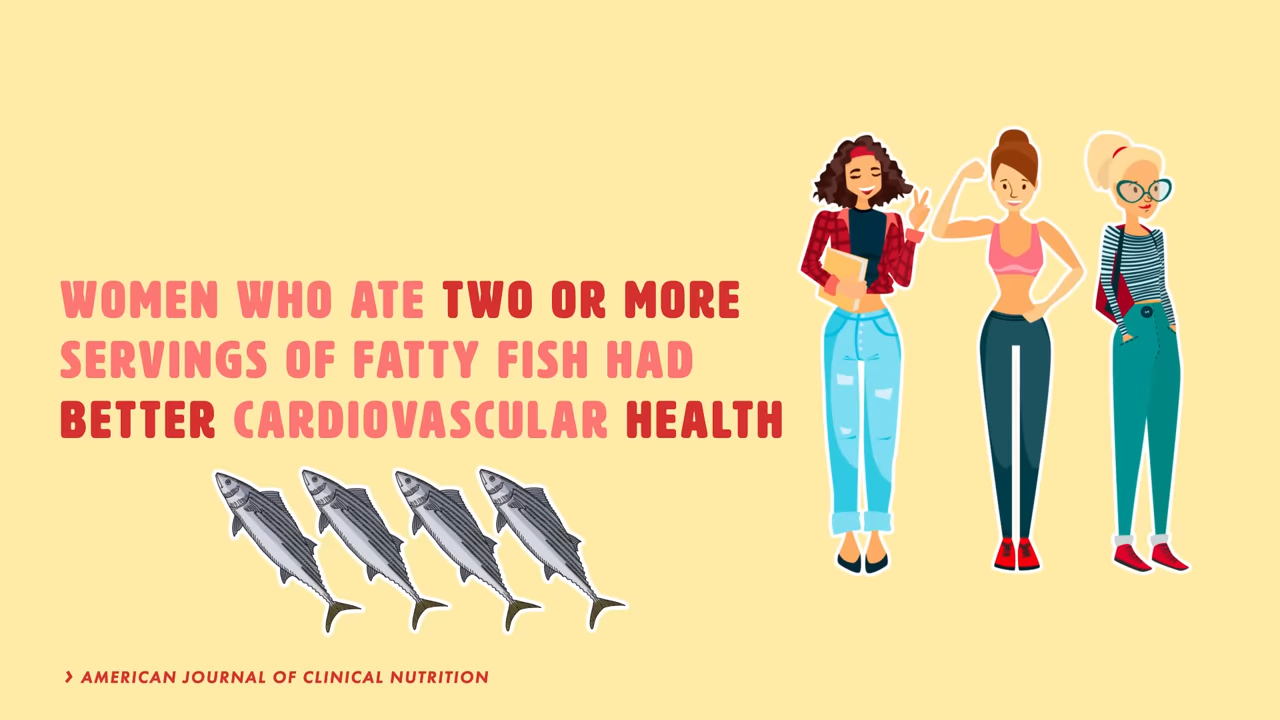 WOMEN WHO ATE TWO OR MORE
SERVINGS OF FATTY FISH HAD
BETTER CARDIOVASCULAR HEALTH
› AMERICAN JOURNAL OF CLINICAL NUTRITION